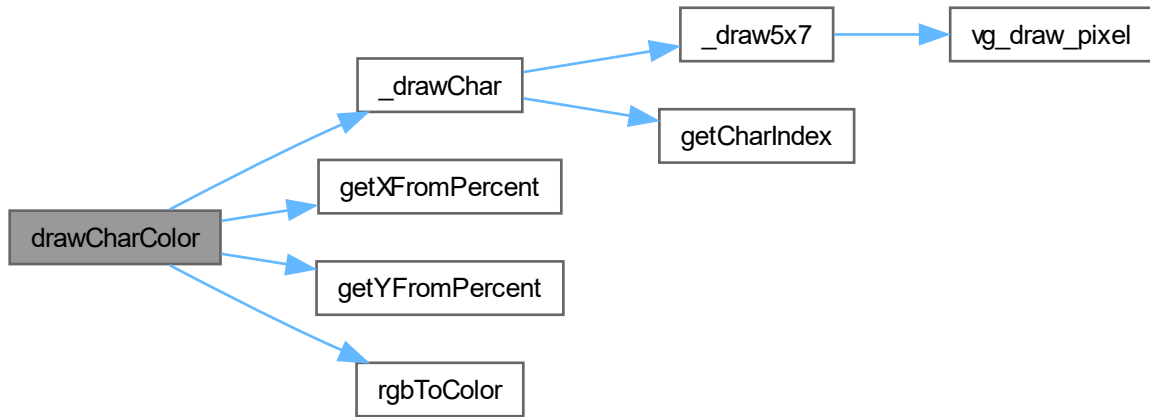 _draw5x7
vg_draw_pixel
_drawChar
getCharIndex
getXFromPercent
drawCharColor
getYFromPercent
rgbToColor